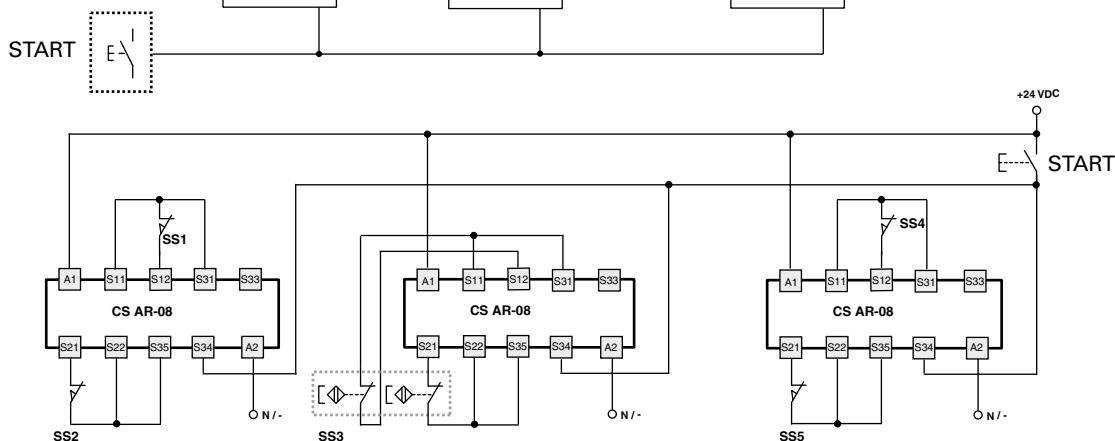 START
+24 VDC
START
SS1
SS4
A1 S11 S12 S31 S33
A1 S11 S12 S31 S33
A1 S11 S12 S31 S33
CS AR-08
CS AR-08
CS AR-08
S21 S22 S35 S34 A2
S21 S22 S35 S34 A2
S21 S22 S35 S34 A2
N / -
N / -
N / -
SS2
SS3
SS5